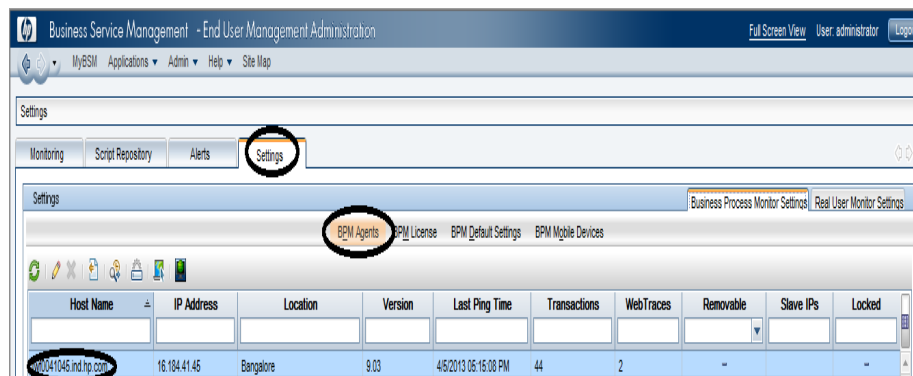 hp Business Service Management - End User Management Administration Full Screen View User: administrator Logo
MyBSM Applications Admin Help Site Map
Settings
Monitoring Script Repository Alerts Settings
Settings Business Process Monitor Settings Real User Monitor Settings
BPM Agents BPM License BPM Default Settings BPM Mobile Devices
Host Name IP Address Location Version Last Ping Time Transactions WebTraces Removable Slave IPs Locked
16.184.41.45 Bangalore 9.03 4/5/2013 05:15:08 PM 44 2 - -